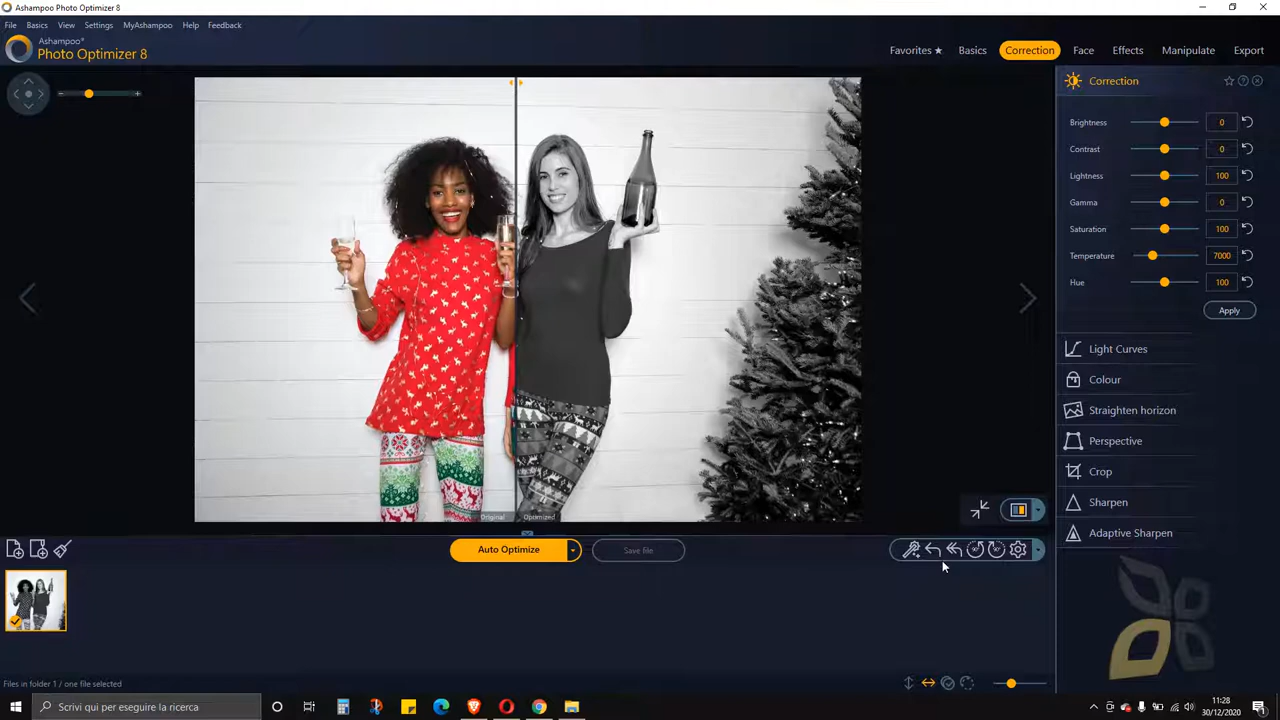 Ashampoo Photo Optimizer 8
File Basics View Settings MyAshampoo Help Feedback
Ashampoo®
Photo Optimizer 8
Favorites ★ Basics Correction Face Effects Manipulate Export
Correction
Brightness 0
Contrast 0
Lightness 100
Gamma 0
Saturation 100
Temperature 7000
Hue 100
Apply
Light Curves
Colour
Straighten horizon
Perspective
Crop
Sharpen
Adaptive Sharpen
Original Optimized
Auto Optimize Save file
Files in folder 1 / one file selected
Scrivi qui per eseguire la ricerca
11:28
30/12/2020